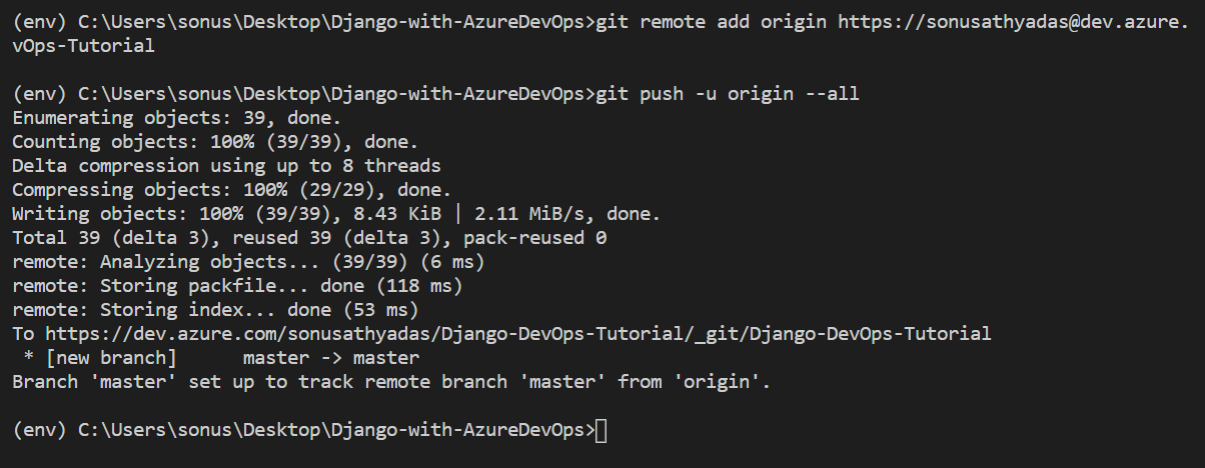 (env) C:\Users\sonus\Desktop\Django-with-AzureDevOps>git remote add origin https://sonusathyadas@dev.azure.
vOps-Tutorial
(env) C:\Users\sonus\Desktop\Django-with-AzureDevOps>git push -u origin --all
Enumerating objects: 39, done.
Counting objects: 100% (39/39), done.
Delta compression using up to 8 threads
Compressing objects: 100% (29/29), done.
Writing objects: 100% (39/39), 8.43 KiB | 2.11 MiB/s, done.
Total 39 (delta 3), reused 39 (delta 3), pack-reused 0
remote: Analyzing objects... (39/39) (6 ms)
remote: Storing packfile... done (118 ms)
remote: Storing index... done (53 ms)
To https://dev.azure.com/sonusathyadas/Django-DevOps-Tutorial/_git/Django-DevOps-Tutorial
 * [new branch]      master -> master
Branch 'master' set up to track remote branch 'master' from 'origin'.
(env) C:\Users\sonus\Desktop\Django-with-AzureDevOps>